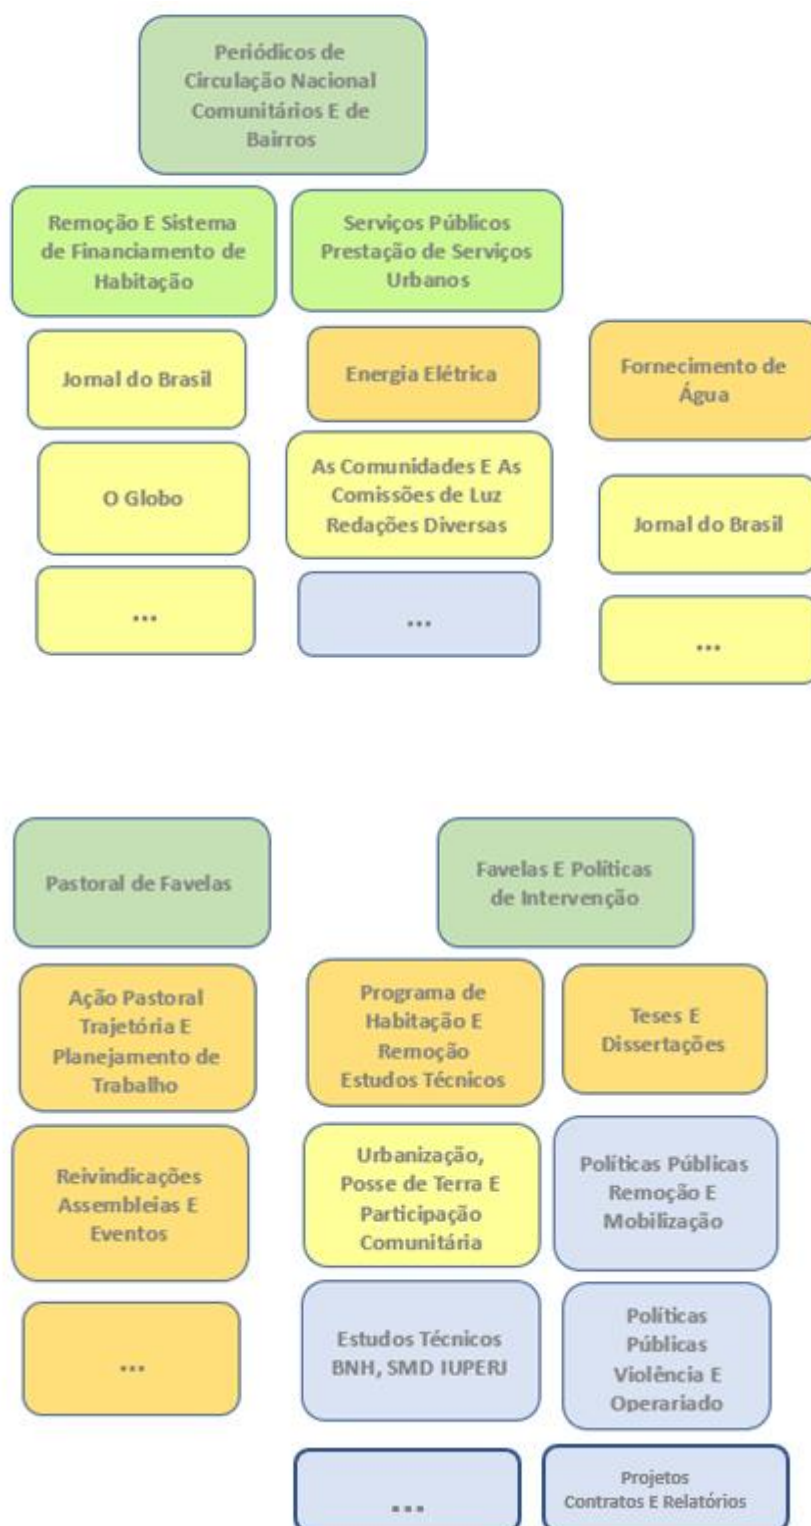 Periódicos de
Circulação Nacional
Comunitários E de
Bairros
Remoção E Sistema
de Financiamento de
Habitação
Serviços Públicos
Prestação de Serviços
Urbanos
Jornal do Brasil
Energia Elétrica
Fornecimento de
Água
O Globo
As Comunidades E As
Comissões de Luz
Redações Diversas
Jornal do Brasil
...
...
...
Pastoral de Favelas
Favelas E Políticas
de Intervenção
Ação Pastoral
Trajetória E
Planejamento de
Trabalho
Programa de
Habitação E
Remoção
Estudos Técnicos
Teses E
Dissertações
Reivindicações
Assembleias E
Eventos
Urbanização,
Posse de Terra E
Participação
Comunitária
Políticas Públicas
Remoção E
Mobilização
...
Estudos Técnicos
BNH, SMD IUPERJ
Políticas
Públicas
Violência E
Operariado
...
Projetos
Contratos E Relatórios